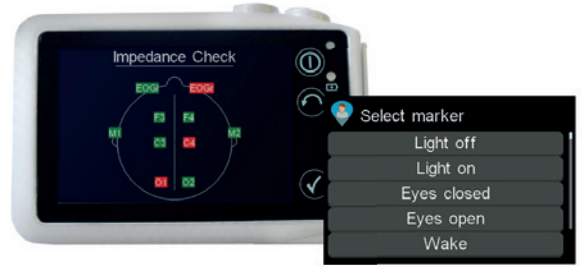 Impedance Check
EOGl EOGr
F3 F4
M1 M2
C3 C4
O1 O2
Select marker
Light off
Light on
Eyes closed
Eyes open
Wake